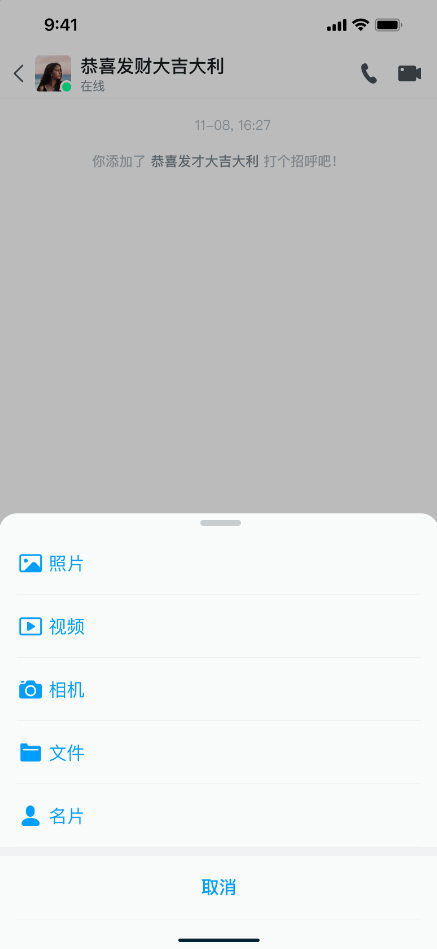 9:41
恭喜发财大吉大利
在线
11-08, 16:27
你添加了 恭喜发才大吉大利 打个招呼吧!
照片
视频
相机
文件
名片
取消